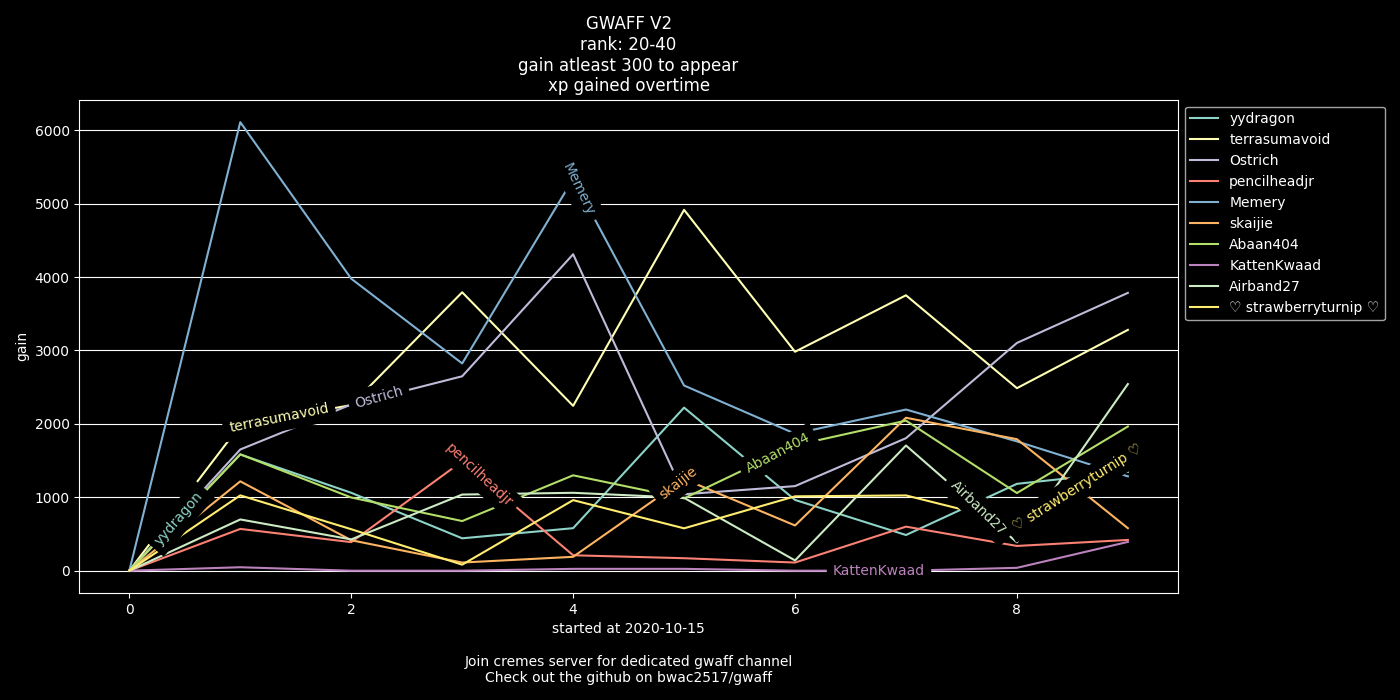 GWAFF V2
rank: 20-40
gain atleast 300 to appear
xp gained overtime
6000
5000
4000
3000
2000
1000
0
gain
yydragon
terrasumavoid
Ostrich
pencilheadjr
Memery
skaijie
Abaan404
KattenKwaad
Airband27
♡ strawberryturnip ♡
0
2
4
6
8
started at 2020-10-15
Join cremes server for dedicated gwaff channel
Check out the github on bwac2517/gwaff
yydragon
terrasumavoid
Ostrich
pencilheadjr
Memery
skaijie
Abaan404
KattenKwaad
Airband27
♡ strawberryturnip ♡